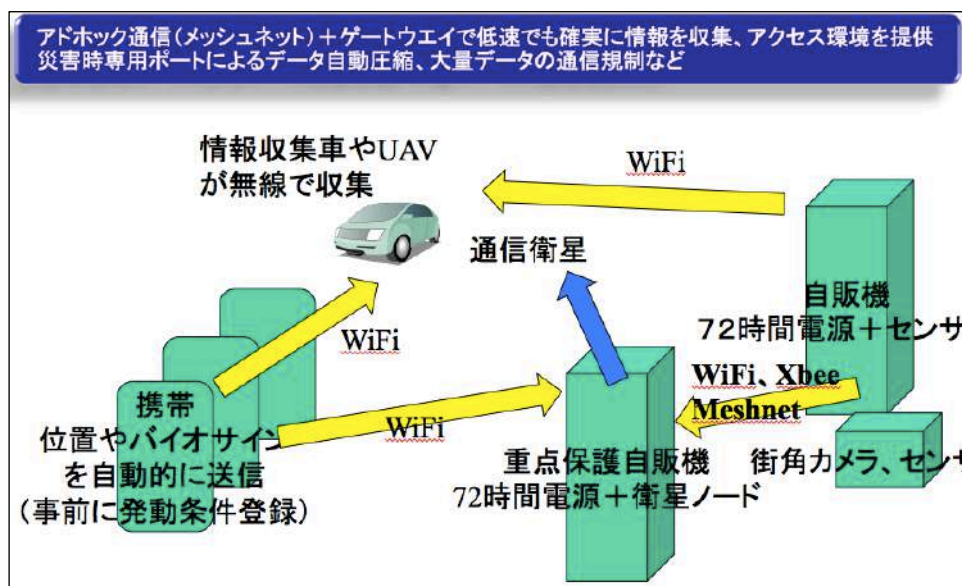 アドホック通信(メッシュネット)+ゲートウエイで低速でも確実に情報を収集、アクセス環境を提供
災害時専用ポートによるデータ自動圧縮、大量データの通信規制など
情報収集車やUAV
が無線で収集
WiFi
通信衛星
自販機
72時間電源+センサ
WiFi
WiFi、Xbee
Meshnet
携帯
位置やバイオサイン
を自動的に送信
(事前に発動条件登録)
WiFi
重点保護自販機
72時間電源+衛星ノード
街角カメラ、センサ